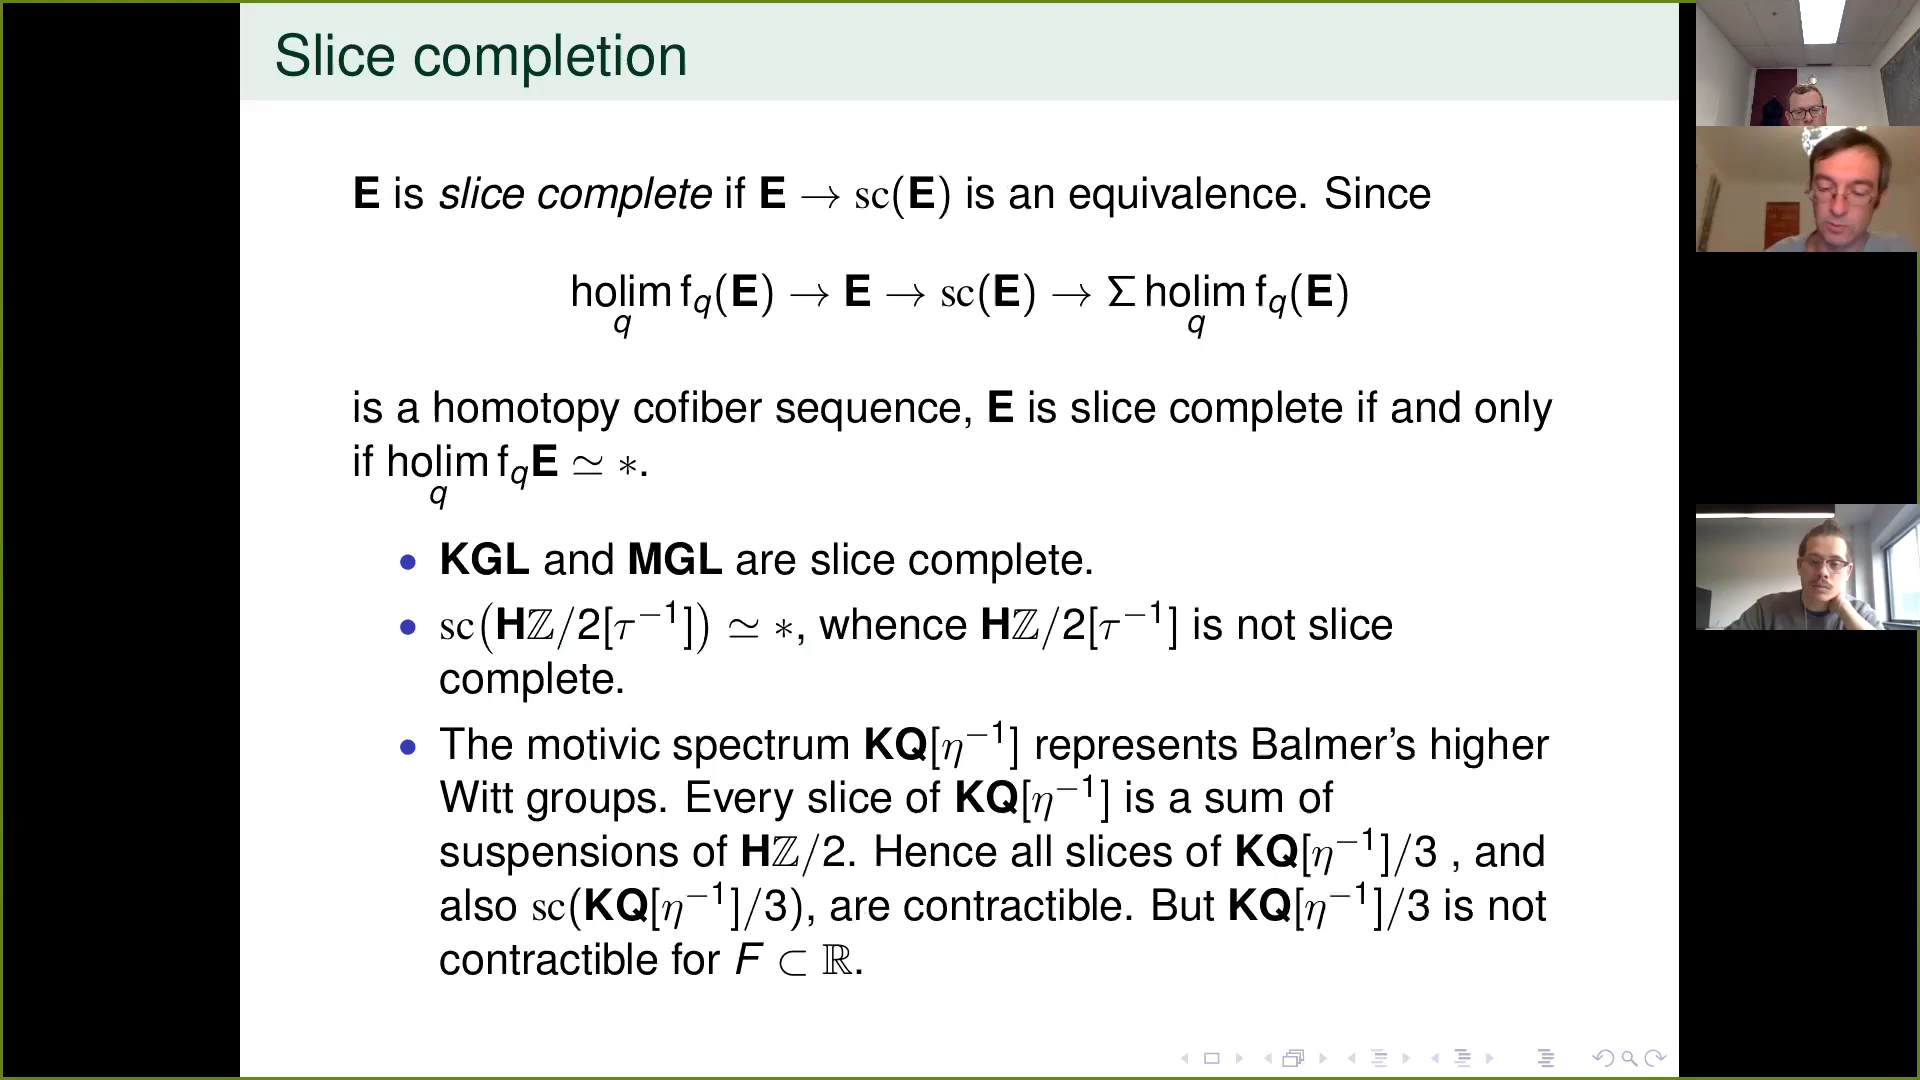 Slice completion
E is slice complete if E → sc(E) is an equivalence. Since
holim f_q(E) → E → sc(E) → Σ holim f_q(E)
q q
is a homotopy cofiber sequence, E is slice complete if and only
if holim f_qE ≃ ∗.
q
• KGL and MGL are slice complete.
• sc(Hℤ/2[τ⁻¹]) ≃ ∗, whence Hℤ/2[τ⁻¹] is not slice
complete.
• The motivic spectrum KQ[η⁻¹] represents Balmer's higher
Witt groups. Every slice of KQ[η⁻¹] is a sum of
suspensions of Hℤ/2. Hence all slices of KQ[η⁻¹]/3 , and
also sc(KQ[η⁻¹]/3), are contractible. But KQ[η⁻¹]/3 is not
contractible for F ⊂ ℝ.